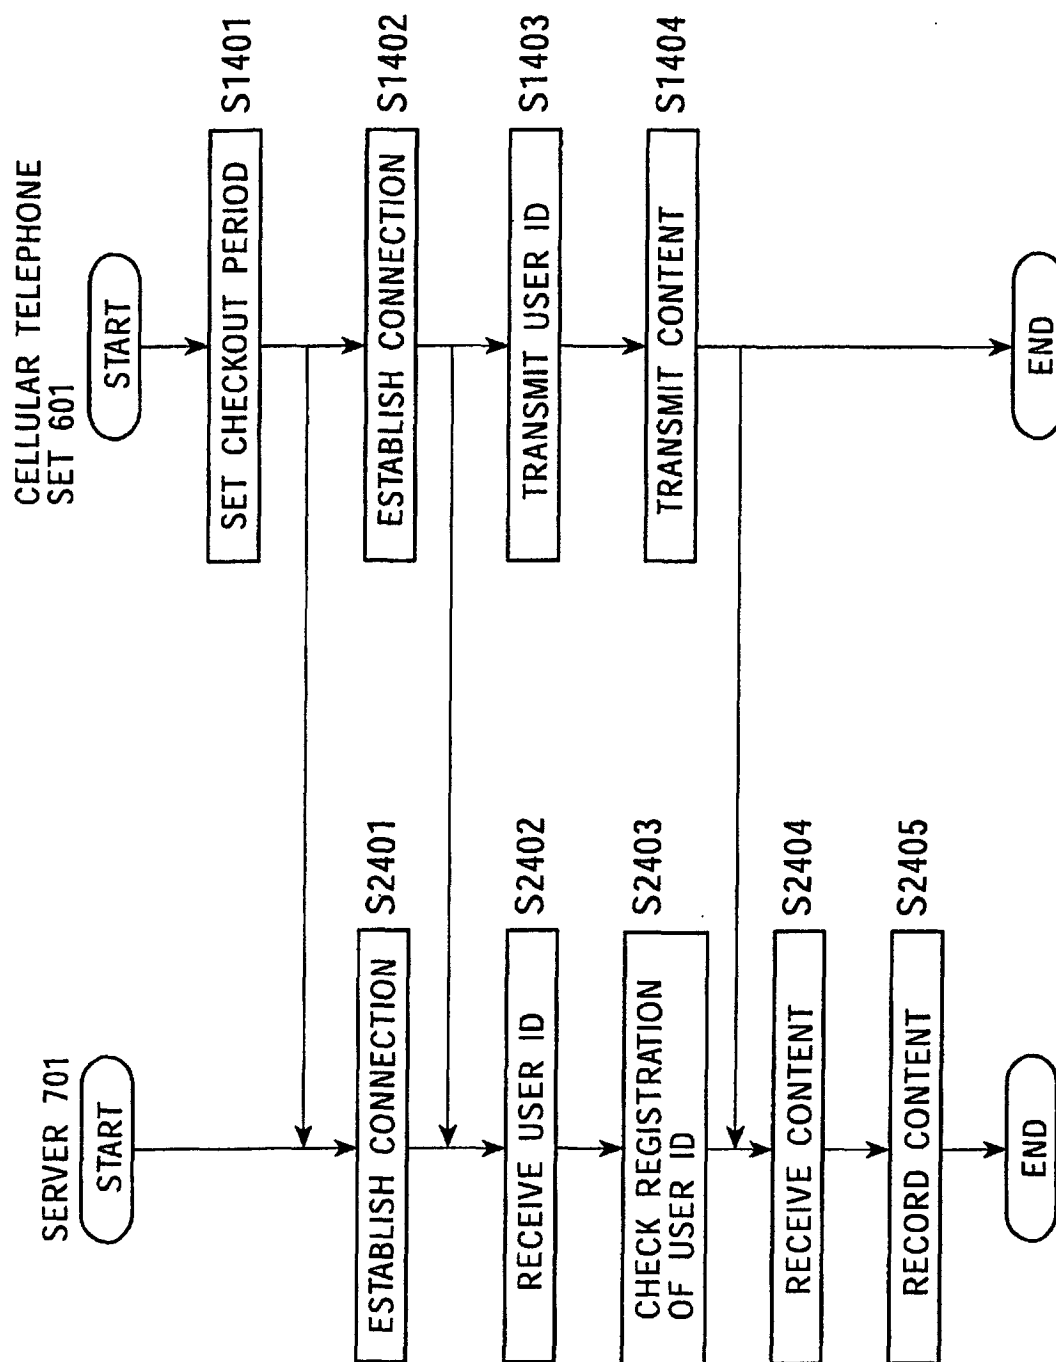 SERVER 701
START
ESTABLISH CONNECTION
S2401
RECEIVE USER ID
S2402
CHECK REGISTRATION
OF USER ID
S2403
RECEIVE CONTENT
S2404
RECORD CONTENT
S2405
END
CELLULAR TELEPHONE
SET 601
START
SET CHECKOUT PERIOD
S1401
ESTABLISH CONNECTION
S1402
TRANSMIT USER ID
S1403
TRANSMIT CONTENT
S1404
END